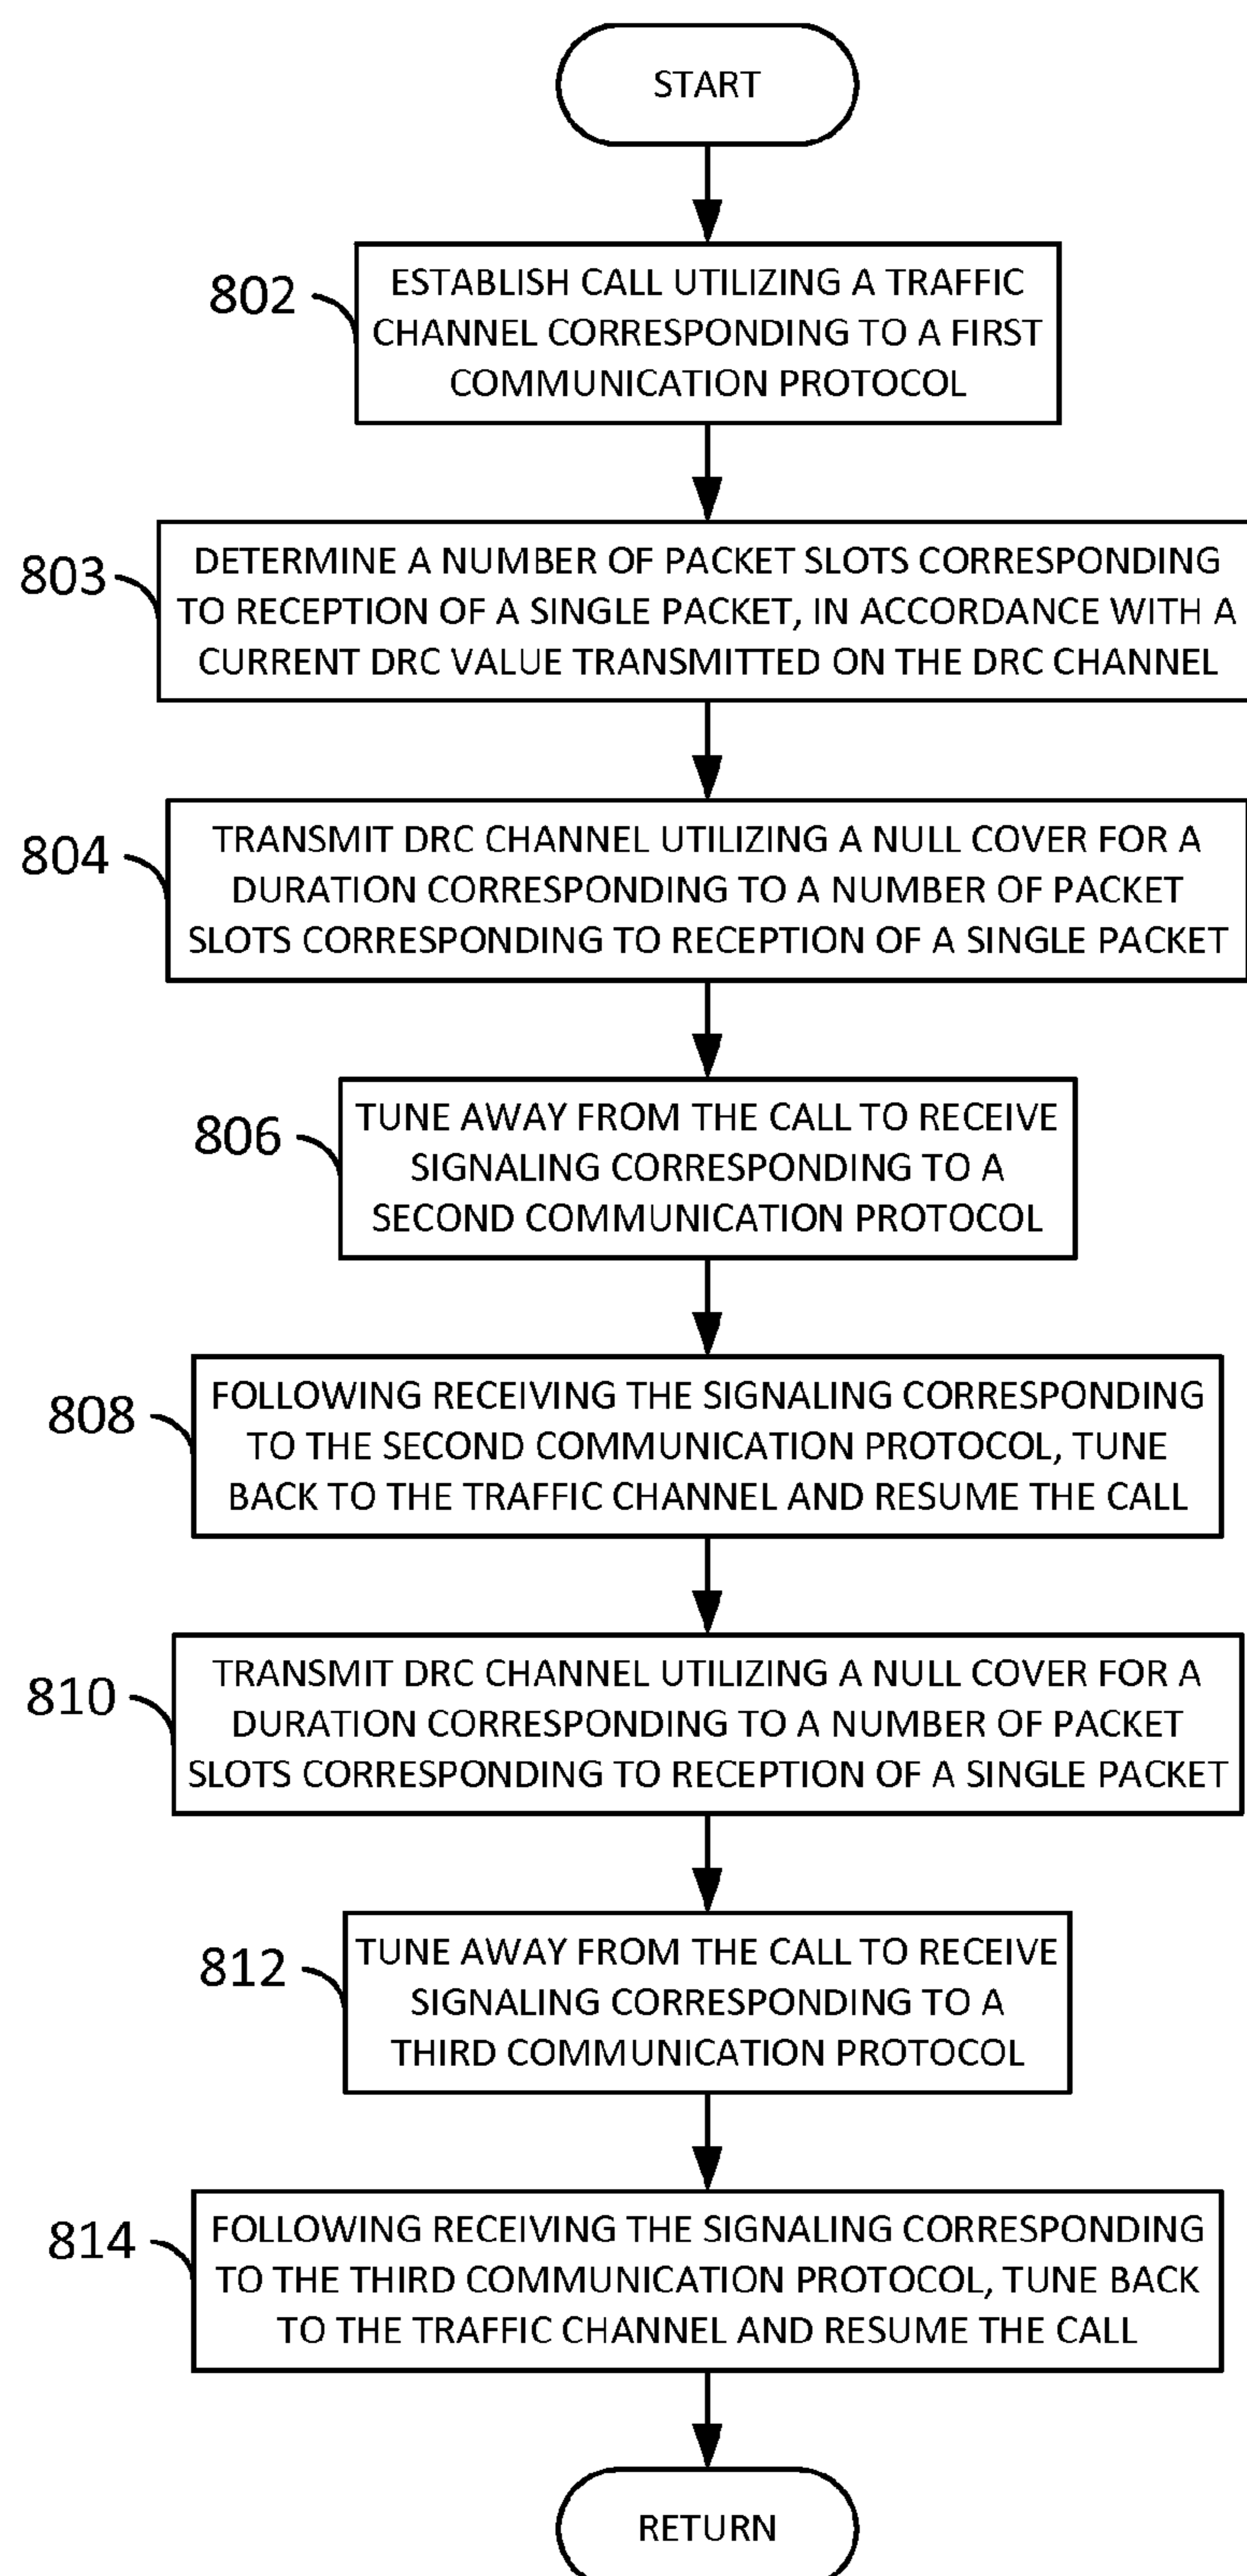 START
802
ESTABLISH CALL UTILIZING A TRAFFIC
CHANNEL CORRESPONDING TO A FIRST
COMMUNICATION PROTOCOL
803
DETERMINE A NUMBER OF PACKET SLOTS CORRESPONDING
TO RECEPTION OF A SINGLE PACKET, IN ACCORDANCE WITH A
CURRENT DRC VALUE TRANSMITTED ON THE DRC CHANNEL
804
TRANSMIT DRC CHANNEL UTILIZING A NULL COVER FOR A
DURATION CORRESPONDING TO A NUMBER OF PACKET
SLOTS CORRESPONDING TO RECEPTION OF A SINGLE PACKET
806
TUNE AWAY FROM THE CALL TO RECEIVE
SIGNALING CORRESPONDING TO A
SECOND COMMUNICATION PROTOCOL
808
FOLLOWING RECEIVING THE SIGNALING CORRESPONDING
TO THE SECOND COMMUNICATION PROTOCOL, TUNE
BACK TO THE TRAFFIC CHANNEL AND RESUME THE CALL
810
TRANSMIT DRC CHANNEL UTILIZING A NULL COVER FOR A
DURATION CORRESPONDING TO A NUMBER OF PACKET
SLOTS CORRESPONDING TO RECEPTION OF A SINGLE PACKET
812
TUNE AWAY FROM THE CALL TO RECEIVE
SIGNALING CORRESPONDING TO A
THIRD COMMUNICATION PROTOCOL
814
FOLLOWING RECEIVING THE SIGNALING CORRESPONDING
TO THE THIRD COMMUNICATION PROTOCOL, TUNE BACK
TO THE TRAFFIC CHANNEL AND RESUME THE CALL
RETURN